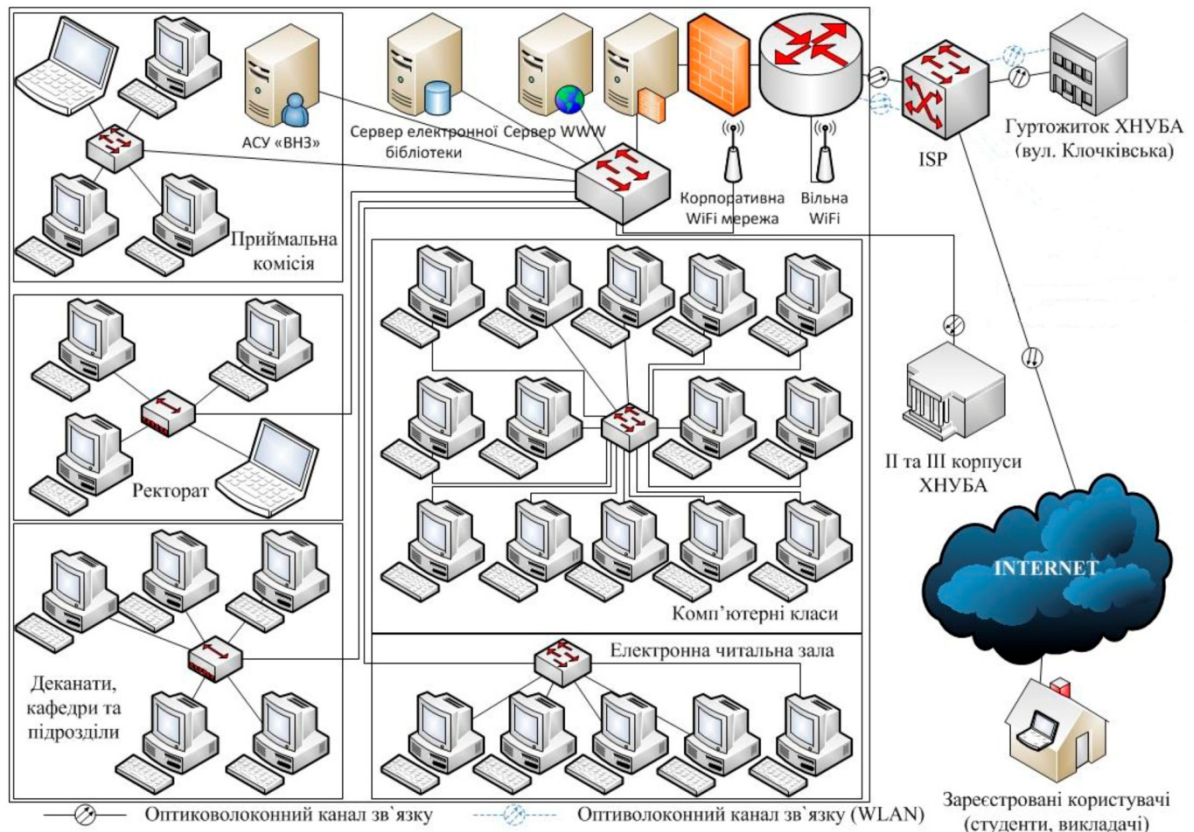 АСУ «ВНЗ»
Сервер електронної
бібліотеки
Сервер WWW
Корпоративна
WiFi мережа
Вільна
WiFi
ISP
Гуртожиток ХНУБА
(вул. Клочківська)
Приймальна
комісія
Ректорат
ІІ та ІІІ корпуси
ХНУБА
INTERNET
Комп’ютерні класи
Електронна читальна зала
Деканати,
кафедри та
підрозділи
Зареєстровані користувачі
(студенти, викладачі)
Оптиковолоконний канал зв`язку
Оптиволоконний канал зв`язку (WLAN)